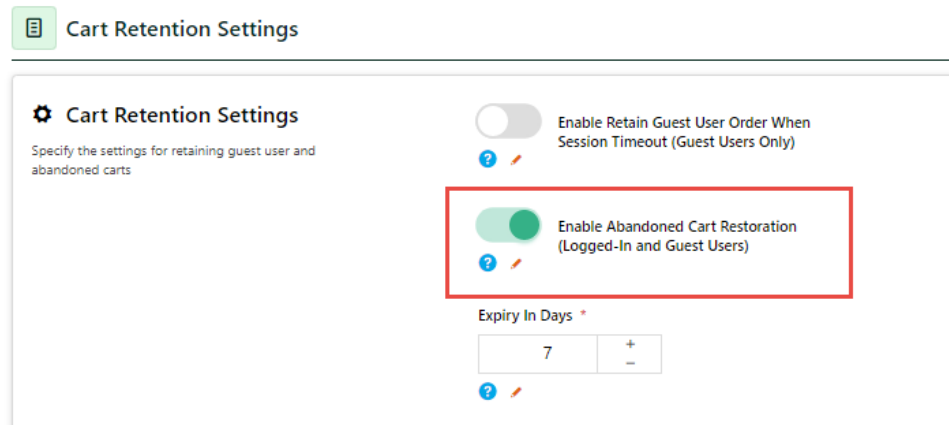 Cart Retention Settings
Cart Retention Settings
Specify the settings for retaining guest user and
abandoned carts
Enable Retain Guest User Order When
Session Timeout (Guest Users Only)
?
Enable Abandoned Cart Restoration
(Logged-In and Guest Users)
?
Expiry In Days *
7
+
−
?